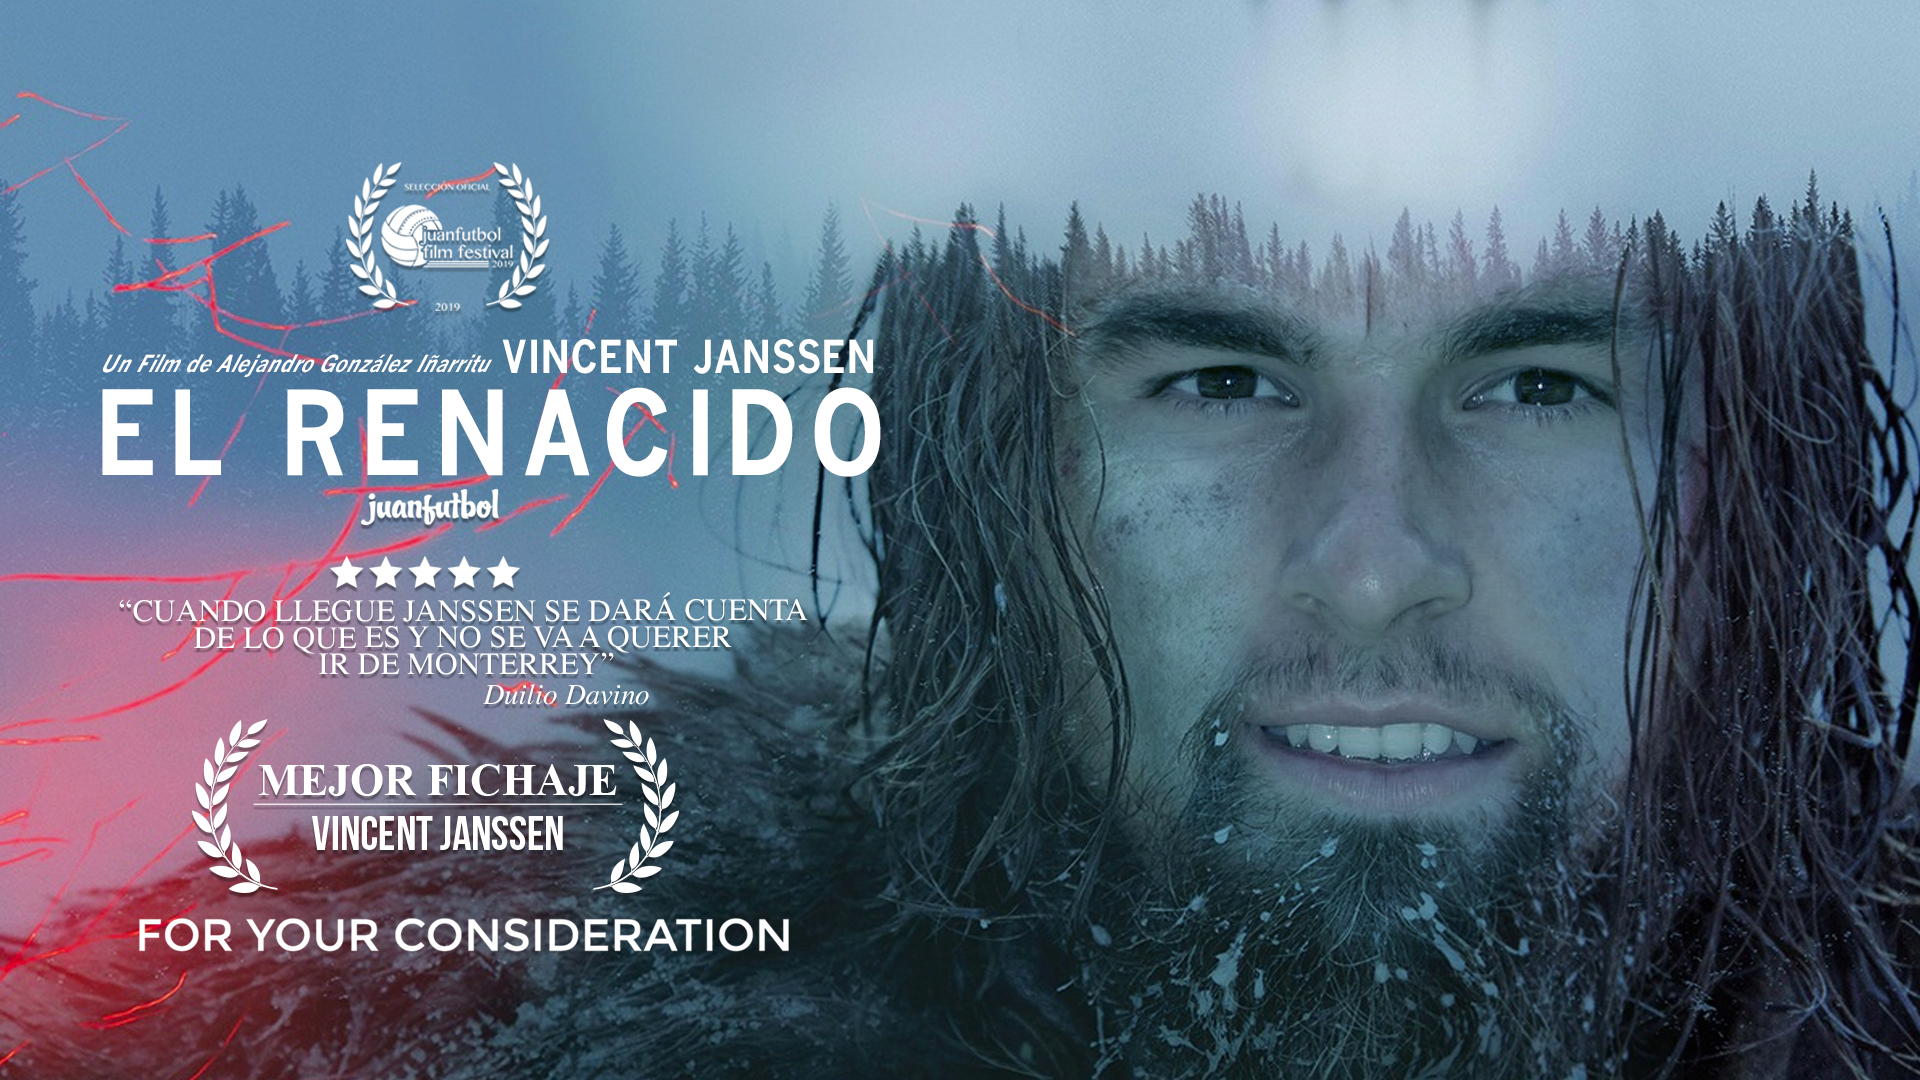 SELECCIÓN OFICIAL
juanfutbol
film festival
2019
2019
Un Film de Alejandro González Iñarritu VINCENT JANSSEN
EL RENACIDO
juanfutbol
“CUANDO LLEGUE JANSSEN SE DARÁ CUENTA
DE LO QUE ES Y NO SE VA A QUERER
IR DE MONTERREY”
Duilio Davino
MEJOR FICHAJE
VINCENT JANSSEN
FOR YOUR CONSIDERATION